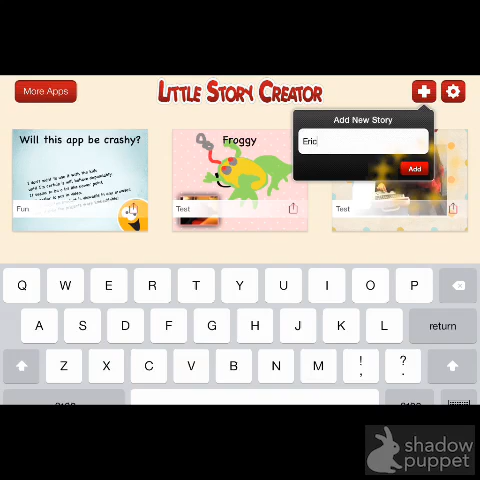 More Apps
LITTLE STORY CREATOR
Add New Story
Eric
Add
Will this app be crashy?
Froggy
Fun
Test
Test
Q W E R T Y U I O P
A S D F G H J K L return
Z X C V B N M ! , ? .
shadow
puppet